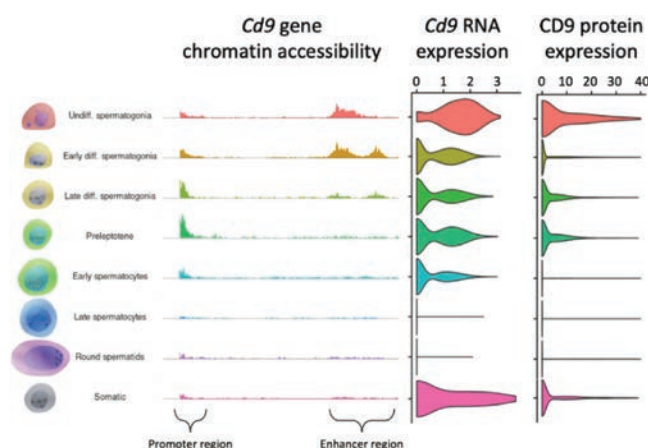 Cd9 gene
chromatin accessibility
Cd9 RNA
expression
CD9 protein
expression
0 1 2 3
0 10 20 30 40
Undiff. spermatogonia
Early diff. spermatogonia
Late diff. spermatogonia
Preleptotene
Early spermatocytes
Late spermatocytes
Round spermatids
Somatic
Promoter region
Enhancer region